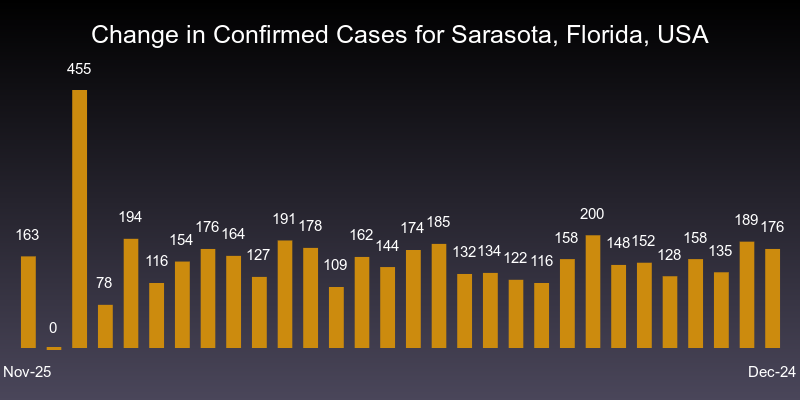 Change in Confirmed Cases for Sarasota, Florida, USA
163 0 455 78 194 116 154 176 164 127 191 178 109 162 144 174 185 132 134 122 116 158 200 148 152 128 158 135 189 176
Nov-25 Dec-24